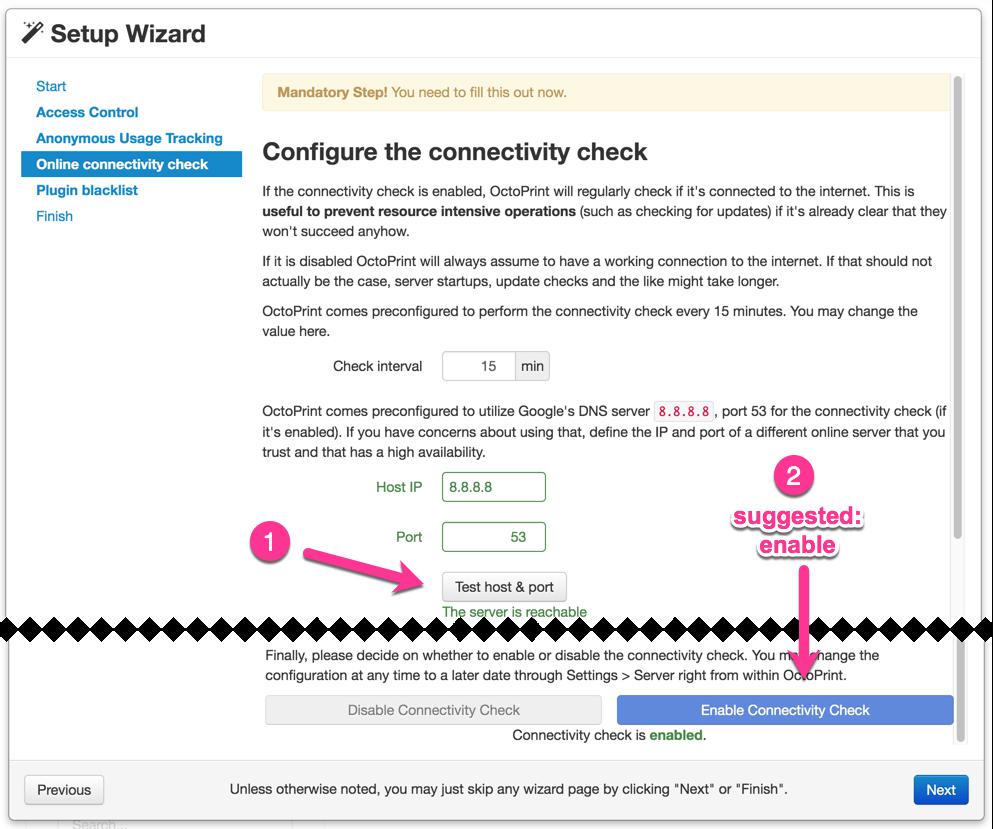 Setup Wizard
Start
Access Control
Anonymous Usage Tracking
Online connectivity check
Plugin blacklist
Finish
Mandatory Step! You need to fill this out now.
Configure the connectivity check
If the connectivity check is enabled, OctoPrint will regularly check if it's connected to the internet. This is
useful to prevent resource intensive operations (such as checking for updates) if it's already clear that they
won't succeed anyhow.
If it is disabled OctoPrint will always assume to have a working connection to the internet. If that should not
actually be the case, server startups, update checks and the like might take longer.
OctoPrint comes preconfigured to perform the connectivity check every 15 minutes. You may change the
value here.
Check interval 15 min
OctoPrint comes preconfigured to utilize Google's DNS server 8.8.8.8 , port 53 for the connectivity check (if
it's enabled). If you have concerns about using that, define the IP and port of a different online server that you
trust and that has a high availability.
Host IP 8.8.8.8
2
suggested:
enable
Port 53
1
Test host & port
The server is reachable
Finally, please decide on whether to enable or disable the connectivity check. You may change the
configuration at any time to a later date through Settings > Server right from within OctoPrint.
Disable Connectivity Check Enable Connectivity Check
Connectivity check is enabled.
Previous Unless otherwise noted, you may just skip any wizard page by clicking "Next" or "Finish". Next
Search...